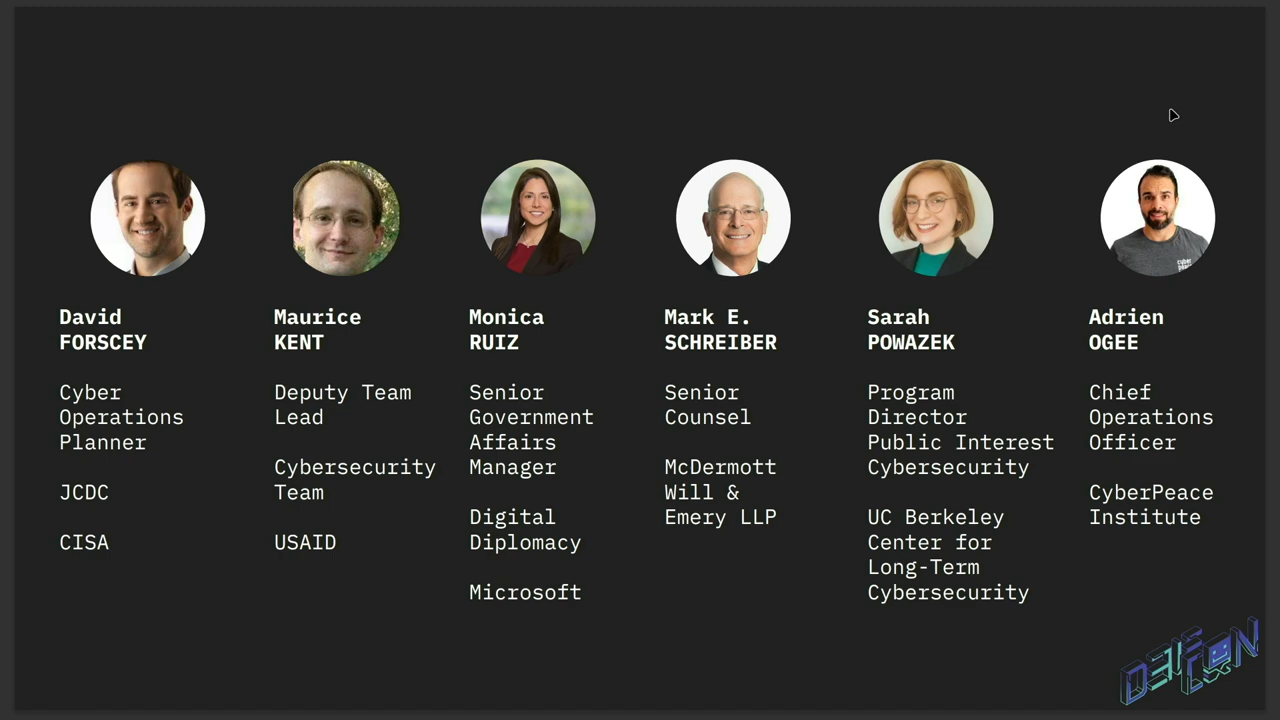 David
FORSCEY
Cyber
Operations
Planner
JCDC
CISA
Maurice
KENT
Deputy Team
Lead
Cybersecurity
Team
USAID
Monica
RUIZ
Senior
Government
Affairs
Manager
Digital
Diplomacy
Microsoft
Mark E.
SCHREIBER
Senior
Counsel
McDermott
Will &
Emery LLP
Sarah
POWAZEK
Program
Director
Public Interest
Cybersecurity
UC Berkeley
Center for
Long-Term
Cybersecurity
Adrien
OGEE
Chief
Operations
Officer
CyberPeace
Institute
DEF
CON